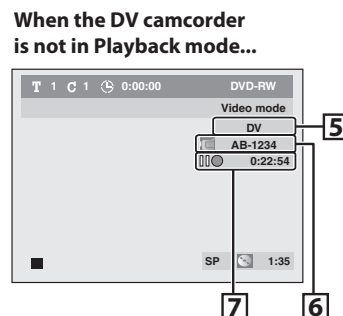 When the DV camcorder
is not in Playback mode...
T 1 C 1 0:00:00 DVD-RW
Video mode
DV
5
AB-1234
0:22:54
SP 1:35
7 6